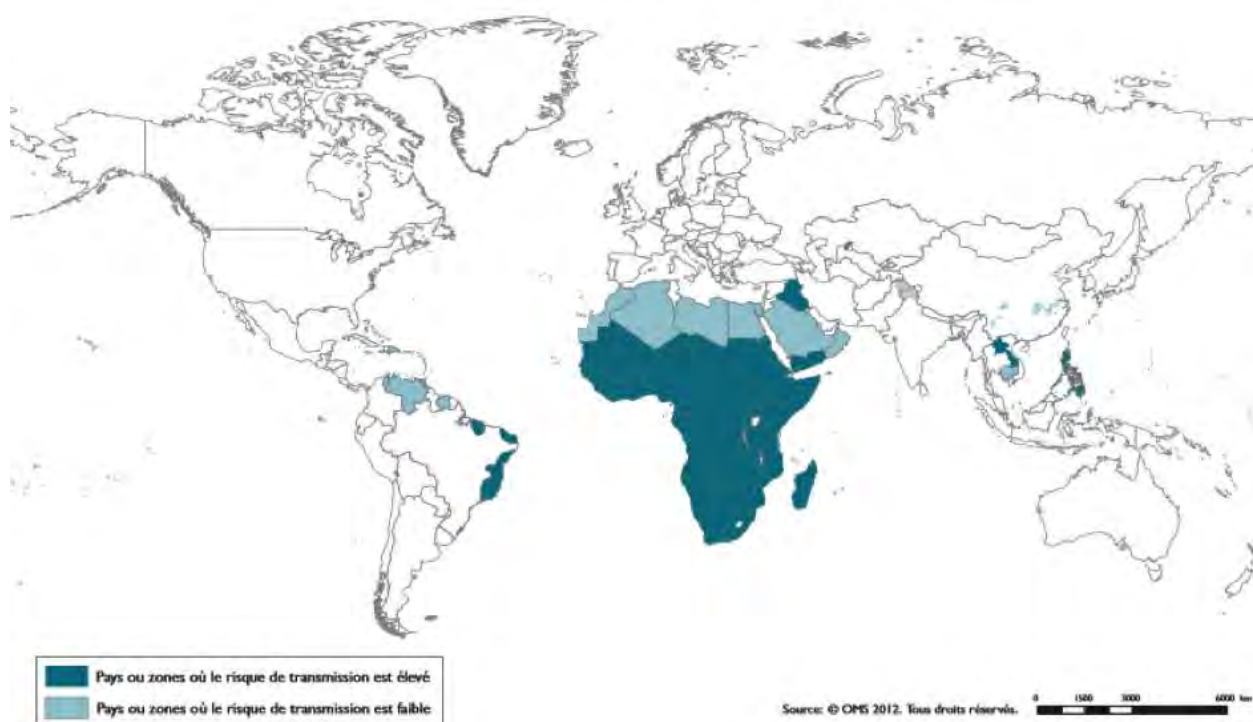 Pays ou zones où le risque de transmission est élevé
Pays ou zones où le risque de transmission est faible
Source: © OMS 2012. Tous droits réservés.
0 1500 3000 6000 km